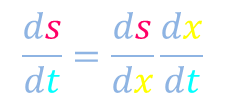 ds/dt = ds/dx dx/dt